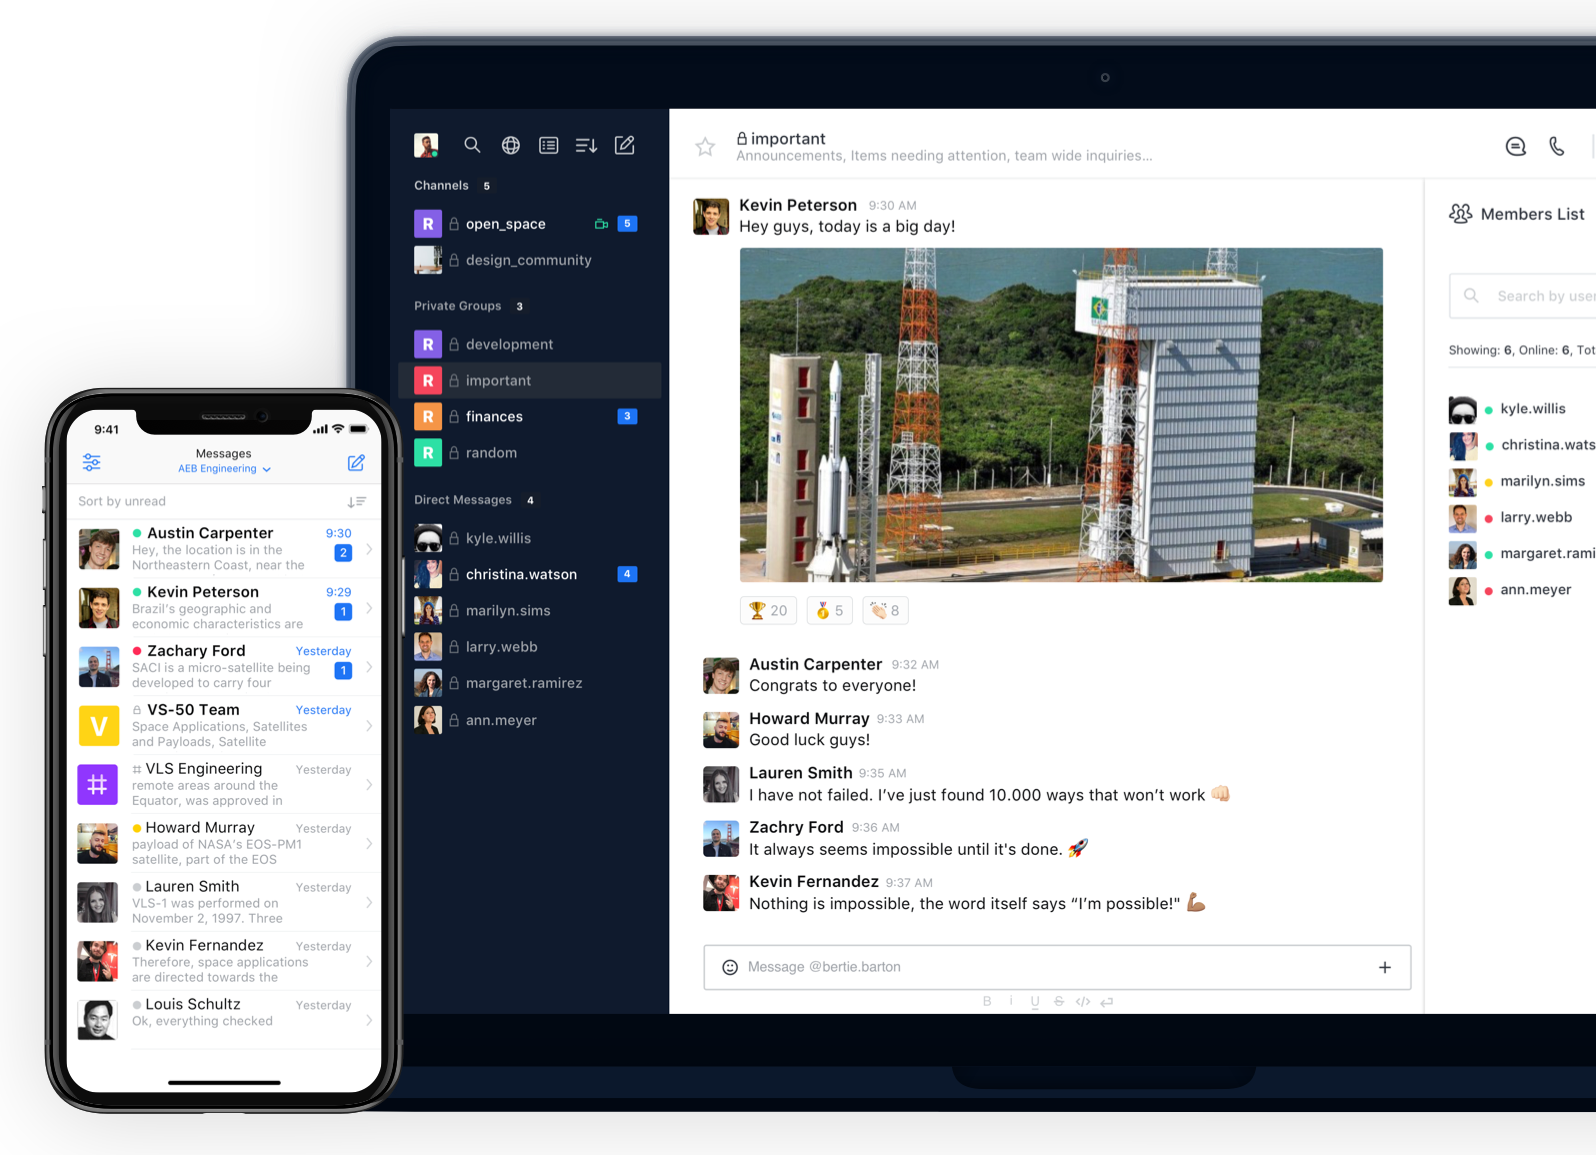 9:41
Messages
AEB Engineering
Sort by unread
Austin Carpenter 9:30
Hey, the location is in the 2
Northeastern Coast, near the
Kevin Peterson 9:29
Brazil's geographic and 1
economic characteristics are
Zachary Ford Yesterday
SACI is a micro-satellite being 1
developed to carry four
V
VS-50 Team Yesterday
Space Applications, Satellites
and Payloads, Satellite
#
# VLS Engineering Yesterday
remote areas around the
Equator, was approved in
Howard Murray Yesterday
payload of NASA's EOS-PM1
satellite, part of the EOS
Lauren Smith Yesterday
VLS-1 was performed on
November 2, 1997. Three
Kevin Fernandez Yesterday
Therefore, space applications
are directed towards the
Louis Schultz Yesterday
Ok, everything checked
Channels 5
R open_space 5
design_community
Private Groups 3
R development
R important
R finances 3
R random
Direct Messages 4
kyle.willis
christina.watson 4
marilyn.sims
larry.webb
margaret.ramirez
ann.meyer
important
Announcements, Items needing attention, team wide inquiries...
Kevin Peterson 9:30 AM
Hey guys, today is a big day!
🏆 20 🏅 5 👏🏻 8
Austin Carpenter 9:32 AM
Congrats to everyone!
Howard Murray 9:33 AM
Good luck guys!
Lauren Smith 9:35 AM
I have not failed. I’ve just found 10.000 ways that won’t work 👊🏻
Zachry Ford 9:36 AM
It always seems impossible until it's done. 🚀
Kevin Fernandez 9:37 AM
Nothing is impossible, the word itself says “I’m possible!" 💪🏽
Message @bertie.barton +
B i U S </>
Members List
Search by user
Showing: 6, Online: 6, Tot
kyle.willis
christina.wats
marilyn.sims
larry.webb
margaret.rami
ann.meyer